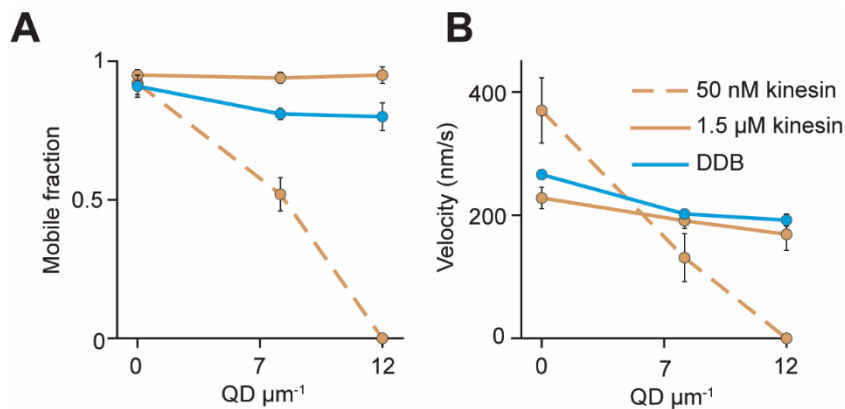 A
Mobile fraction
1
0.5
0
0
7
12
QD µm⁻¹
B
Velocity (nm/s)
400
200
0
0
7
12
QD µm⁻¹
50 nM kinesin
1.5 µM kinesin
DDB